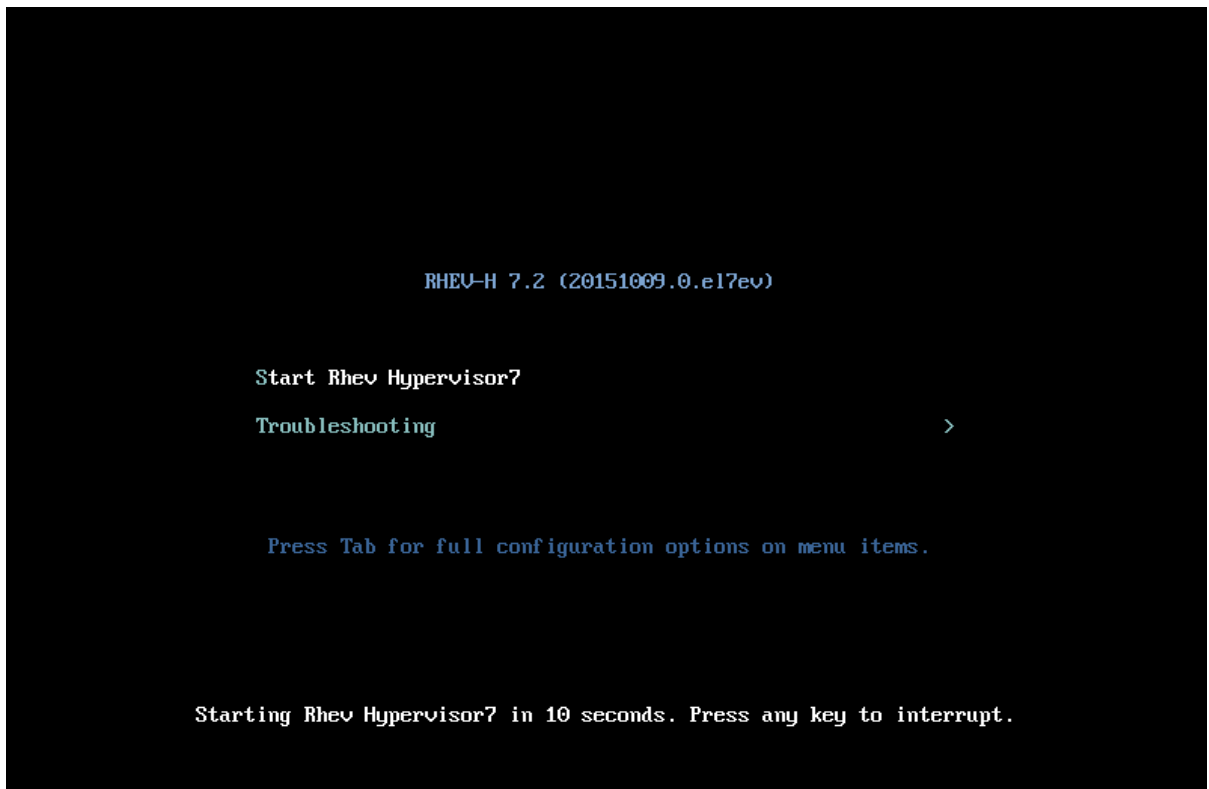 RHEV-H 7.2 (20151009.0.el7ev)
Start Rhev Hypervisor7
Troubleshooting >
Press Tab for full configuration options on menu items.
Starting Rhev Hypervisor7 in 10 seconds. Press any key to interrupt.